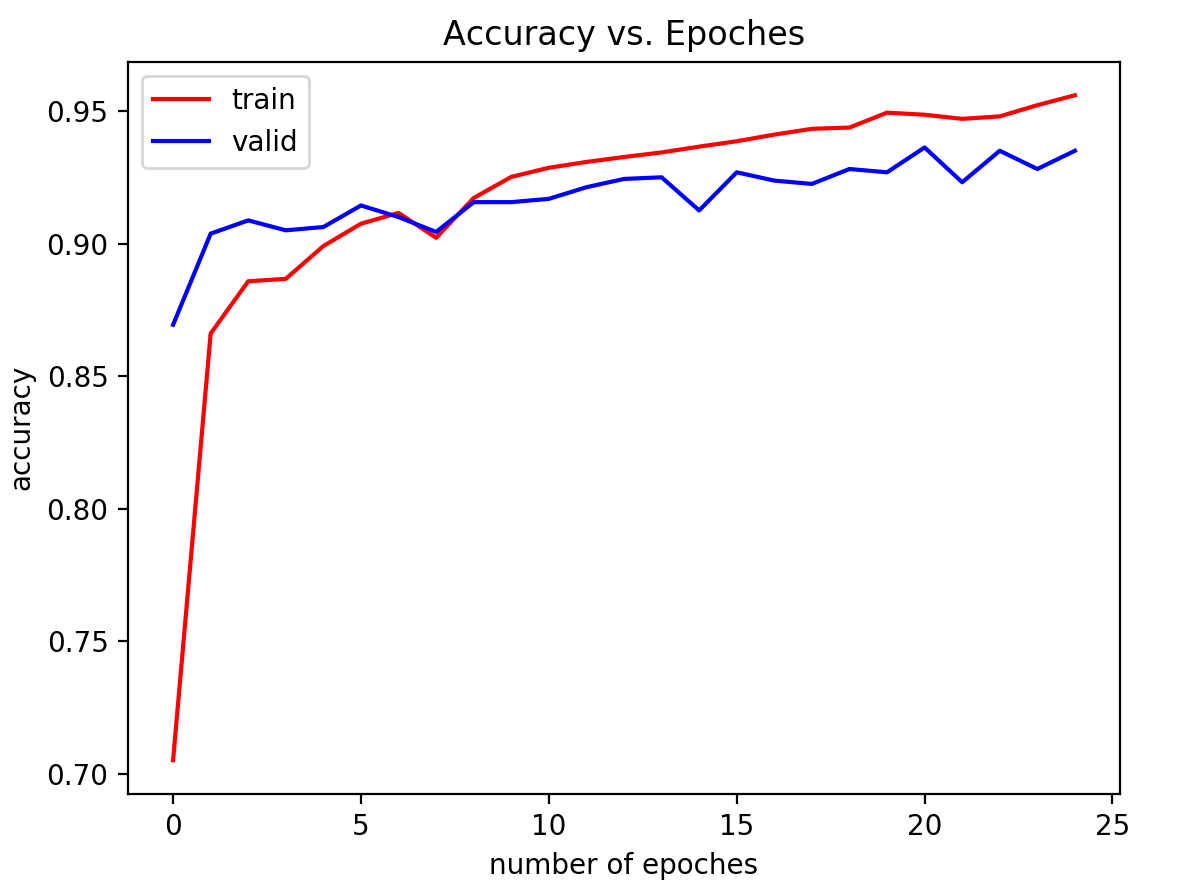 Accuracy vs. Epoches
train
valid
0.95
0.90
0.85
0.80
0.75
0.70
accuracy
0 5 10 15 20 25
number of epoches